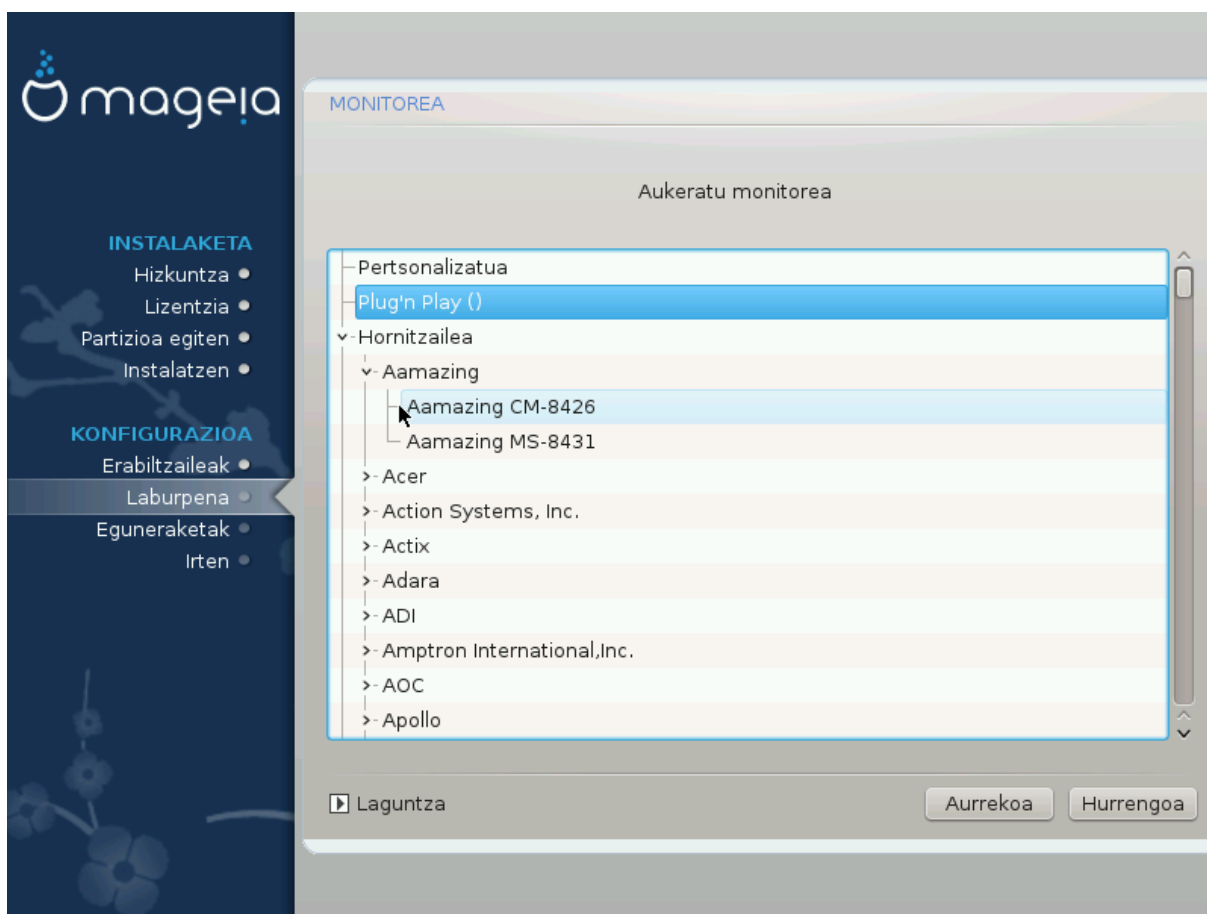 mageia
INSTALAKETA
Hizkuntza
Lizentzia
Partizioa egiten
Instalatzen
KONFIGURAZIOA
Erabiltzaileak
Laburpena
Eguneraketak
Irten
MONITOREA
Aukeratu monitorea
Pertsonalizatua
Plug'n Play ()
Hornitzailea
Aamazing
Aamazing CM-8426
Aamazing MS-8431
Acer
Action Systems, Inc.
Actix
Adara
ADI
Amptron International,Inc.
AOC
Apollo
Laguntza
Aurrekoa
Hurrengoa